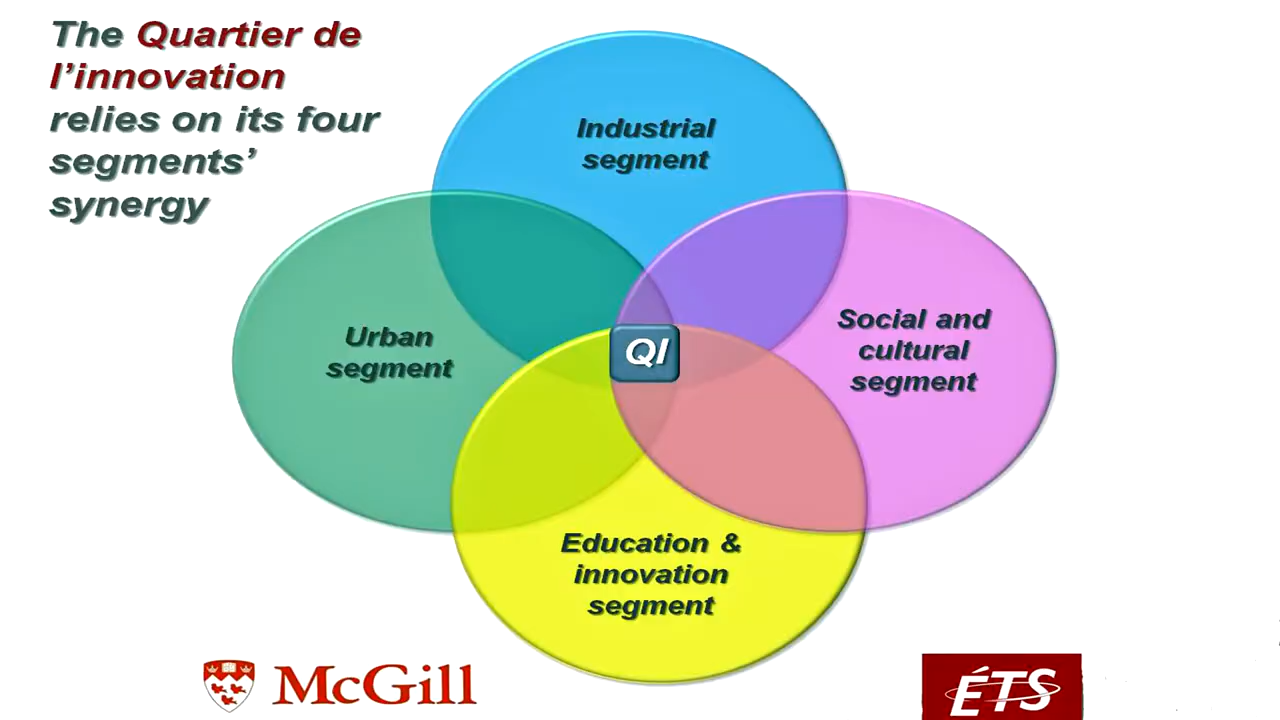 The Quartier de
l’innovation
relies on its four
segments’
synergy
Industrial
segment
Urban
segment
QI
Social and
cultural
segment
Education &
innovation
segment
McGill
ÉTS